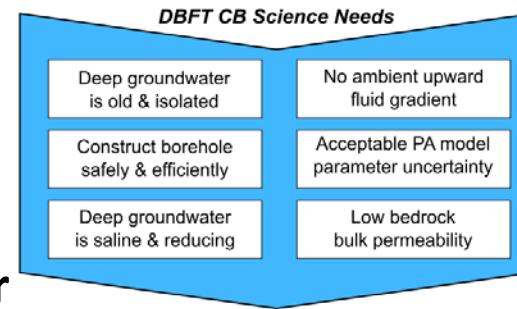 DBFT CB Science Needs
Deep groundwater
is old & isolated
No ambient upward
fluid gradient
Construct borehole
safely & efficiently
Acceptable PA model
parameter uncertainty
Deep groundwater
is saline & reducing
Low bedrock
bulk permeability
r